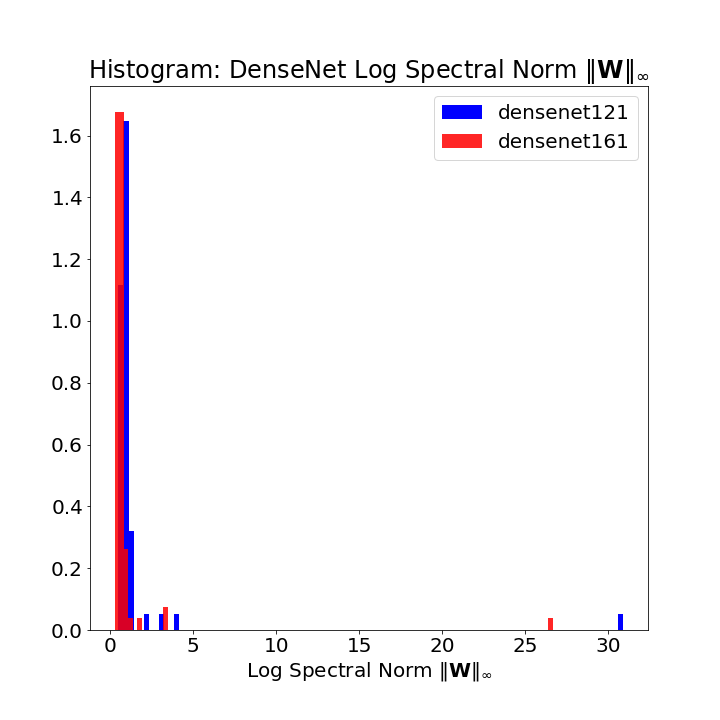 Histogram: DenseNet Log Spectral Norm ‖W‖∞
densenet121
densenet161
1.6
1.4
1.2
1.0
0.8
0.6
0.4
0.2
0.0
0 5 10 15 20 25 30
Log Spectral Norm ‖W‖∞